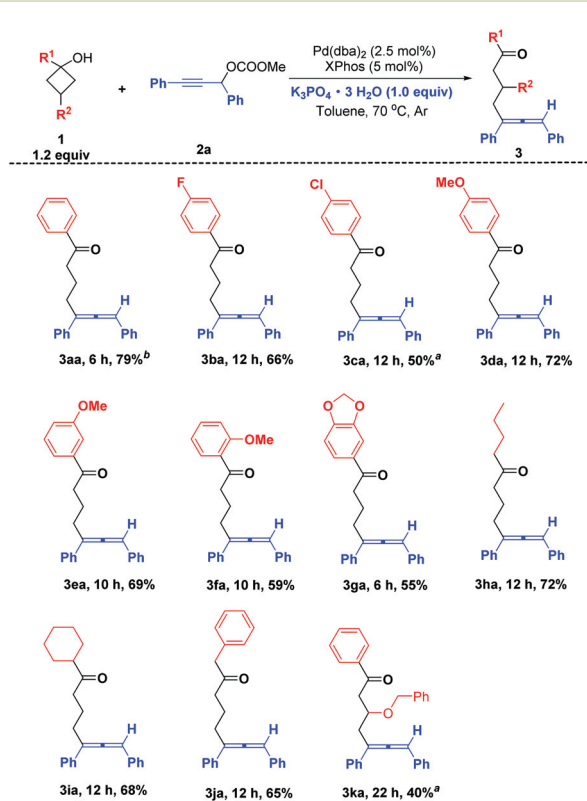 R1
OH
R2
1
1.2 equiv
+
OCOOMe
Ph
Ph
2a
Pd(dba)2 (2.5 mol%)
XPhos (5 mol%)
K3PO4 • 3 H2O (1.0 equiv)
Toluene, 70 ºC, Ar
R1
O
R2
H
Ph
Ph
3
O
H
Ph
Ph
3aa, 6 h, 79%b
F
O
H
Ph
Ph
3ba, 12 h, 66%
Cl
O
H
Ph
Ph
3ca, 12 h, 50%a
MeO
O
H
Ph
Ph
3da, 12 h, 72%
OMe
O
H
Ph
Ph
3ea, 10 h, 69%
OMe
O
H
Ph
Ph
3fa, 10 h, 59%
O
O
O
H
Ph
Ph
3ga, 6 h, 55%
O
H
Ph
Ph
3ha, 12 h, 72%
O
H
Ph
Ph
3ia, 12 h, 68%
O
H
Ph
Ph
3ja, 12 h, 65%
O
O
Ph
H
Ph
Ph
3ka, 22 h, 40%a